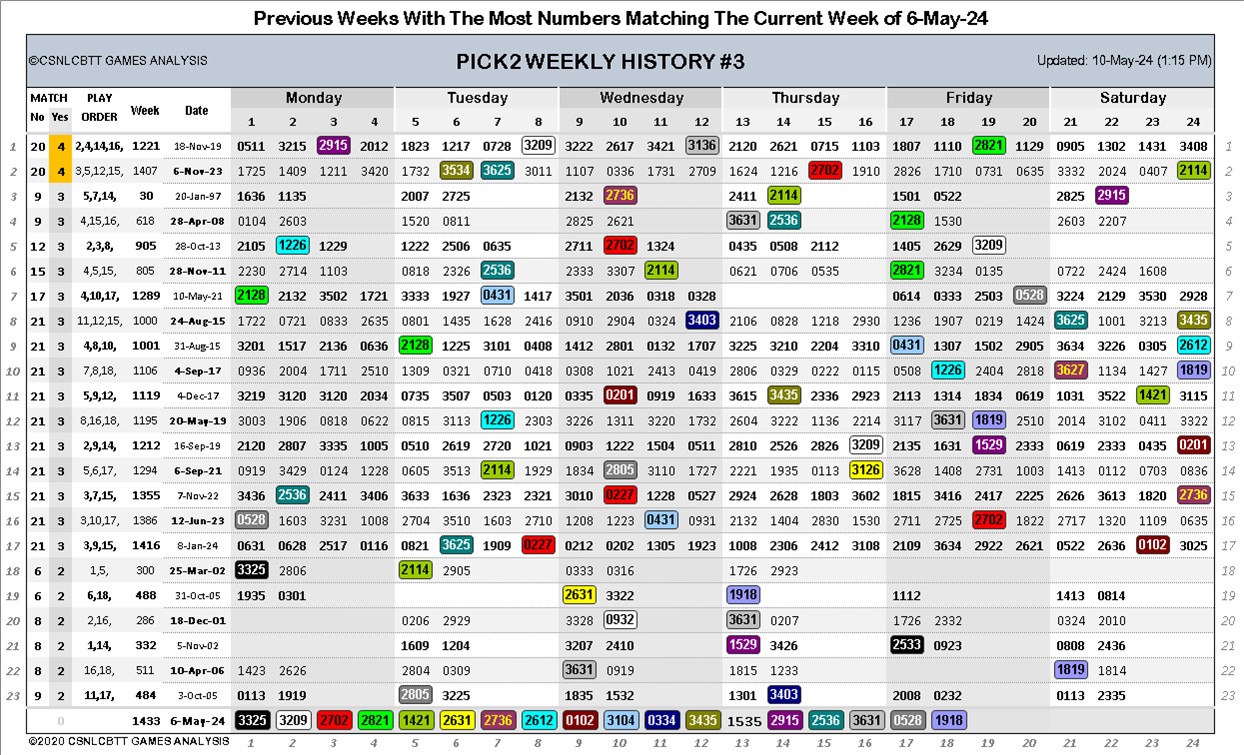 Previous Weeks With The Most Numbers Matching The Current Week of 6-May-24
©CSNLCBTT GAMES ANALYSIS PICK2 WEEKLY HISTORY #3 Updated: 10-May-24 (1:15 PM)
MATCH PLAY Week Date Monday Tuesday Wednesday Thursday Friday Saturday
No Yes ORDER 1 2 3 4 5 6 7 8 9 10 11 12 13 14 15 16 17 18 19 20 21 22 23 24
1 20 4 2,4,14,16, 1221 18-Nov-19 0511 3215 2915 2012 1823 1217 0728 3209 3222 2617 3421 3136 2120 2621 0715 1103 1807 1110 2821 1129 0905 1302 1431 3408 1
2 20 4 3,5,12,15, 1407 6-Nov-23 1725 1409 1211 3420 1732 3534 3625 3011 1107 0336 1731 2709 1624 1216 2702 1910 2826 1710 0731 0635 3332 2024 0407 2114 2
3 9 3 5,7,14, 30 20-Jan-97 1636 1135 2007 2725 2132 2736 2411 2114 1501 0522 2825 2915 3
4 9 3 4,15,16, 618 28-Apr-08 0104 2603 1520 0811 2825 2621 3631 2536 2128 1530 2603 2207 4
5 12 3 2,3,8, 905 28-Oct-13 2105 1226 1229 1222 2506 0635 2711 2702 1324 0435 0508 2112 1405 2629 3209 5
6 15 3 4,5,15, 805 28-Nov-11 2230 2714 1103 0818 2326 2536 2333 3307 2114 0621 0706 0535 2821 3234 0135 0722 2424 1608 6
7 17 3 4,10,17, 1289 10-May-21 2128 2132 3502 1721 3333 1927 0431 1417 3501 2036 0318 0328 0614 0333 2503 0528 3224 2129 3530 2928 7
8 21 3 11,12,15, 1000 24-Aug-15 1722 0721 0833 2635 0801 1435 1628 2416 0910 2904 0324 3403 2106 0828 1218 2930 1236 1907 0219 1424 3625 1001 3213 3435 8
9 21 3 4,8,10, 1001 31-Aug-15 3201 1517 2136 0636 2128 1225 1101 0408 1412 2801 0132 1707 3225 3210 2204 3310 0431 1307 1502 2905 3634 3226 0305 2612 9
10 21 3 7,8,18, 1106 4-Sep-17 0936 2004 1711 2510 1309 0321 0710 0418 0308 1021 2413 0419 2806 0329 0222 0115 0508 1226 2404 2818 3627 1134 1427 1819 10
11 21 3 5,9,12, 1119 4-Dec-17 3219 3120 3120 2034 0735 3507 0503 0120 0335 0201 0919 1633 3615 3435 2336 2923 2113 1314 1834 0619 1031 3522 1421 3115 11
12 21 3 8,16,18, 1195 20-May-19 3003 1906 0818 0622 0815 3113 1226 2303 3226 1311 3220 1732 2604 3222 1136 2214 1718 3631 1819 2510 2014 3102 0411 3322 12
13 21 3 2,9,14, 1212 16-Sep-19 2120 0213 3335 1005 0510 2619 2720 1021 0903 1222 1504 0511 3810 2526 2826 3209 2135 1631 1529 2333 0619 2333 0435 0201 13
14 21 3 5,6,17, 1294 6-Sep-21 0919 3429 0124 1228 0605 3513 2114 1929 1834 2805 3110 1727 2221 1935 0113 3126 3628 1408 2731 1003 1413 0112 0703 0836 14
15 21 3 3,7,15, 1355 7-Nov-22 3436 2536 2411 3406 3633 1636 2323 2321 3010 0227 1228 0527 2924 2628 1803 3602 1815 3416 2417 2225 2626 3613 1820 2736 15
16 21 3 3,10,17, 1386 12-Jun-23 0528 1603 3231 1008 2704 3510 1603 2710 1208 1223 0431 0931 2132 1404 2830 1530 2711 2725 2702 1822 2717 1320 1109 0635 16
17 21 3 3,9,15, 1416 8-Jan-24 0631 0628 2517 0116 0821 3625 1909 0227 0212 0202 1305 1923 1008 2306 2412 3108 2109 3634 2922 2621 0522 2636 0102 3025 17
18 6 2 1,5, 300 25-Mar-02 3325 2806 2114 2905 0333 0316 1726 2923 18
19 6 2 6,18, 488 31-Oct-05 1935 0301 2631 3322 1918 1112 1413 0814 19
20 8 2 2,16, 286 18-Dec-01 0206 2929 3328 0932 3631 0207 1726 2332 0324 2010 20
21 8 2 1,14, 332 5-Nov-02 1609 1204 3207 2410 1529 3426 2533 0923 0808 2436 21
22 8 2 16,18, 511 10-Apr-06 1423 2626 2804 0309 3631 0919 1815 1233 1819 1814 22
23 9 2 11,17, 484 3-Oct-05 0113 1919 2805 3225 1835 1532 1301 3403 2008 0232 0113 2335 23
0 1433 6-May-24 3325 3209 2702 2821 1421 2631 2736 2612 0102 3104 0334 3435 1535 2915 2536 3631 0528 1918
©2020 CSNLCBTT GAMES ANALYSIS 1 2 3 4 5 6 7 8 9 10 11 12 13 14 15 16 17 18 19 20 21 22 23 24